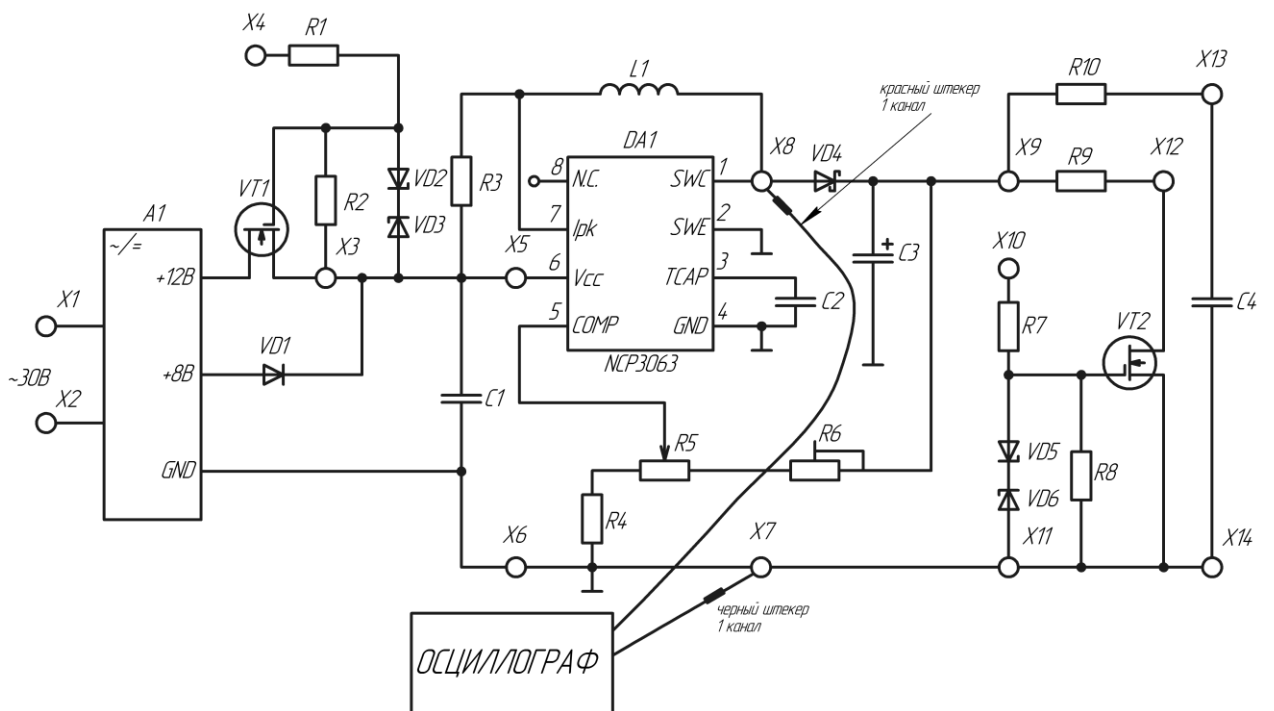 X4
R1
L1
красный штекер
1 канал
R10
X13
DA1
X8
VD4
X9
R9
X12
8
N.C.
SWC
1
VT1
R2
VD2
R3
7
Ipk
SWE
2
A1
~/=
X3
VD3
X5
6
Vcc
TCAP
3
C3
X10
+12В
C2
R7
VT2
C4
X1
5
COMP
GND
4
VD1
NCP3063
~30В
+8В
X2
C1
R5
R6
VD5
GND
R8
VD6
R4
X6
X7
X11
X14
черный штекер
1 канал
ОСЦИЛЛОГРАФ